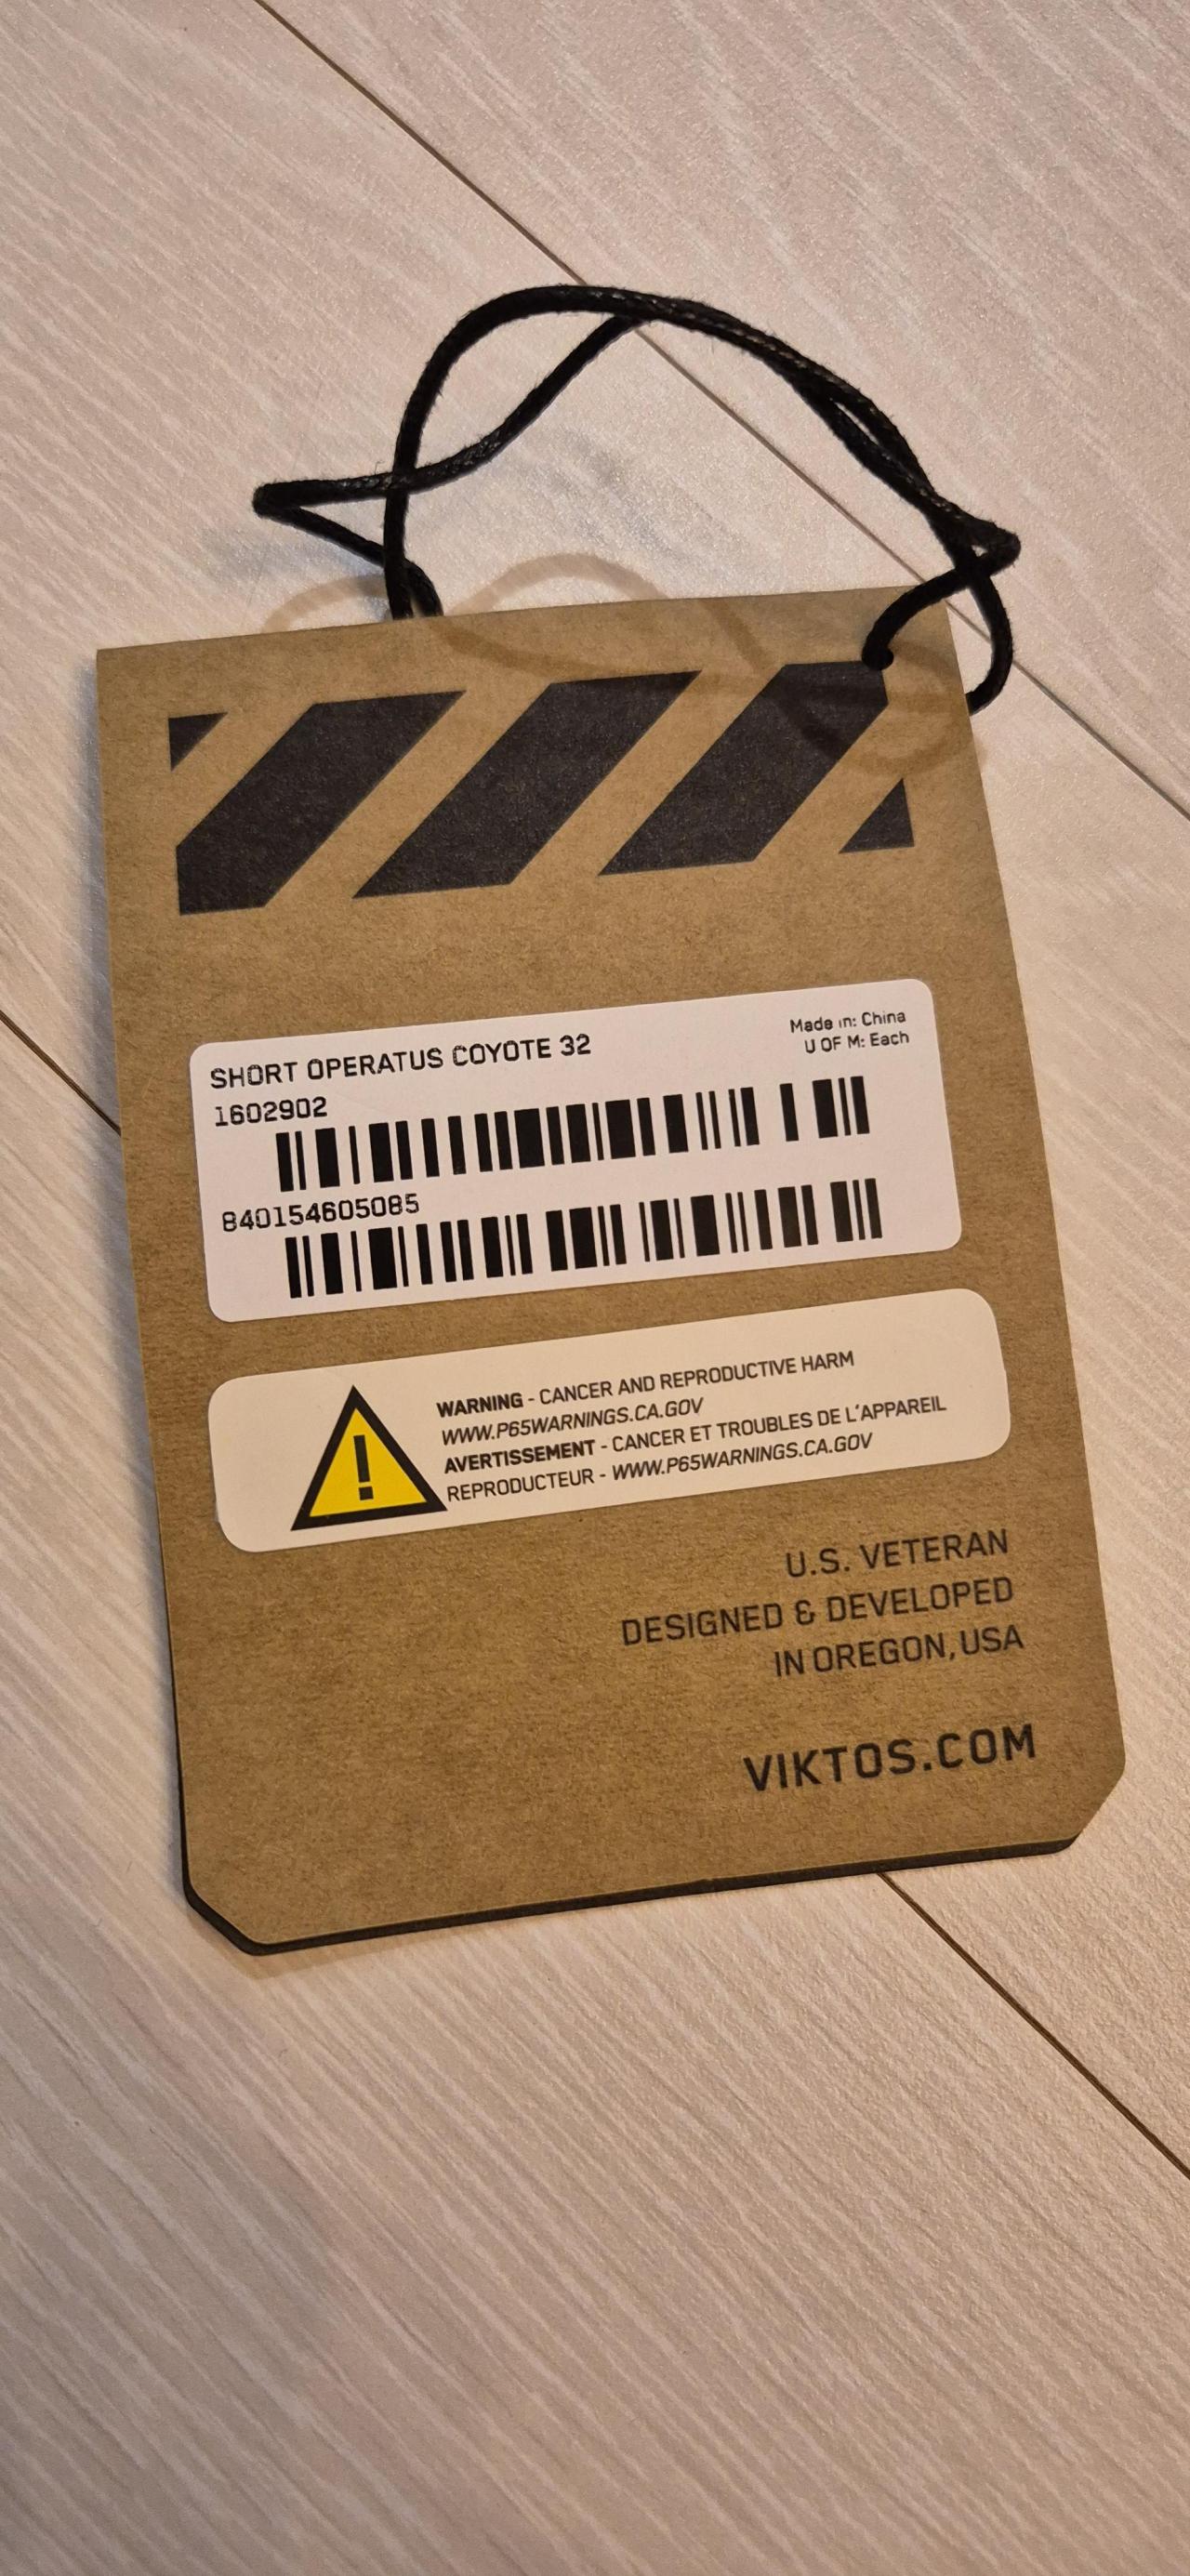 SHORT OPERATUS COYOTE 32
Made in: China
U OF M: Each
1602902
840154605085
WARNING - CANCER AND REPRODUCTIVE HARM
WWW.P65WARNINGS.CA.GOV
AVERTISSEMENT - CANCER ET TROUBLES DE L'APPAREIL
REPRODUCTEUR - WWW.P65WARNINGS.CA.GOV
U.S. VETERAN
DESIGNED & DEVELOPED
IN OREGON, USA
VIKTOS.COM